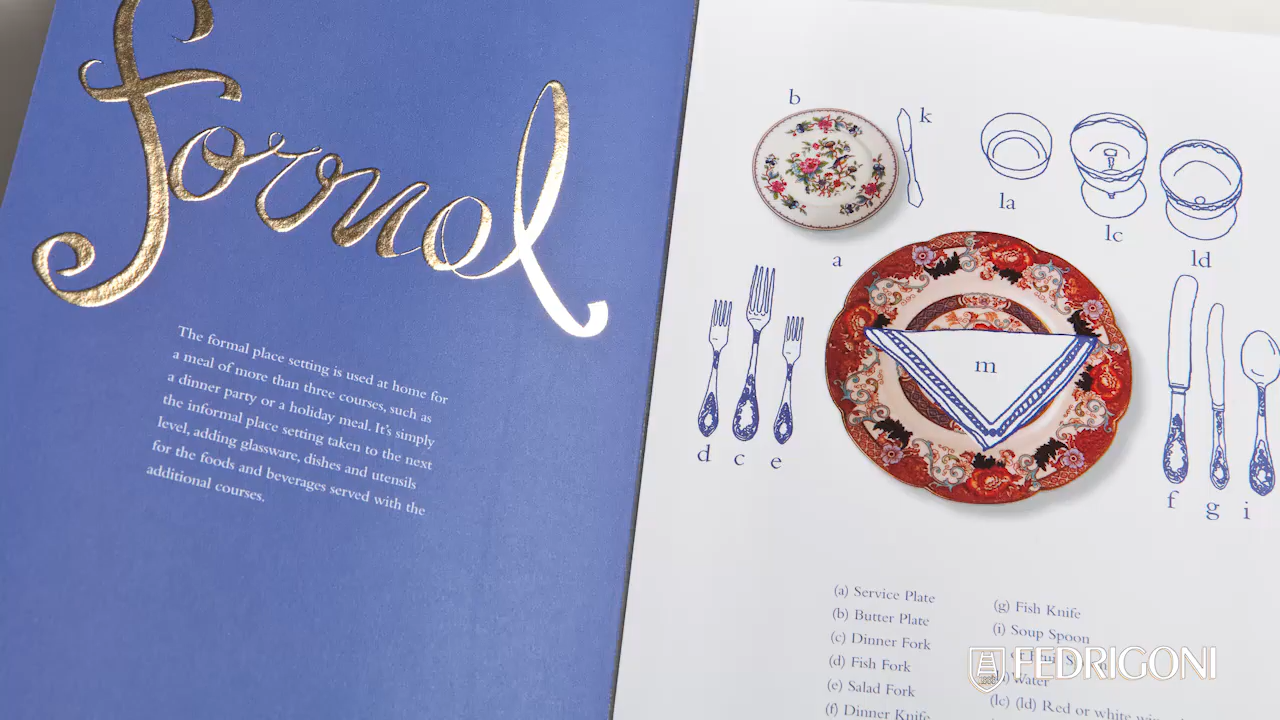 formal
The formal place setting is used at home for
a meal of more than three courses, such as
a dinner party or a holiday meal. It's simply
the informal place setting taken to the next
level, adding glassware, dishes and utensils
for the foods and beverages served with the
additional courses.
b
k
la
lc
ld
a
m
d c e
f g i
(a) Service Plate
(b) Butter Plate
(c) Dinner Fork
(d) Fish Fork
(e) Salad Fork
(f) Dinner Knife
(g) Fish Knife
(i) Soup Spoon
or Fruit
Water
(lc) (ld) Red or white
FEDRIGONI